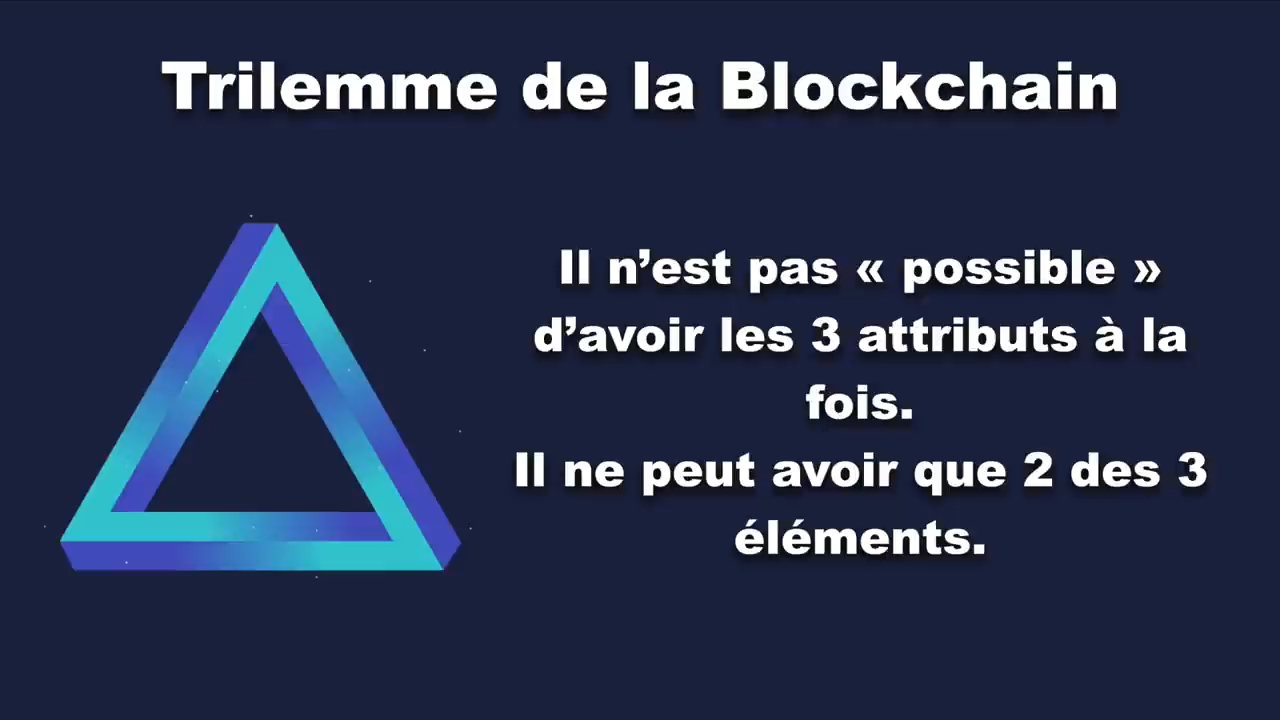 Trilemme de la Blockchain
Il n’est pas « possible »
d’avoir les 3 attributs à la
fois.
Il ne peut avoir que 2 des 3
éléments.